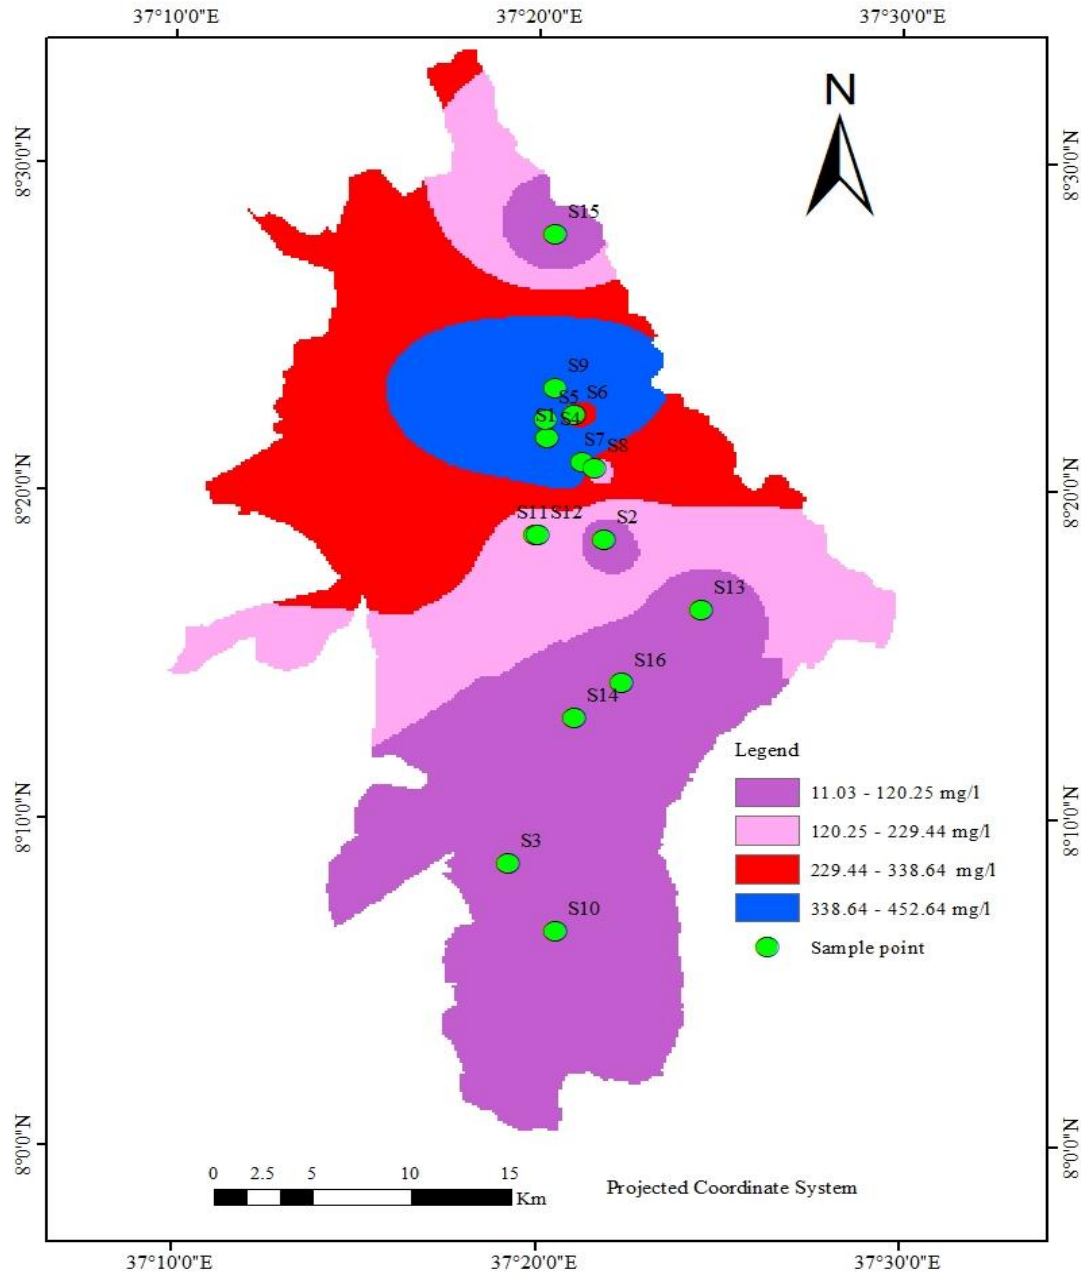 37°10'0"E 37°20'0"E 37°30'0"E
N
8°30'0"N 8°30'0"N
S15
S9
S5 S6
S1 S4
S7 S8
8°20'0"N 8°20'0"N
S11 S12 S2
S13
S16
S14
Legend
11.03 - 120.25 mg/l
8°10'0"N 8°10'0"N
120.25 - 229.44 mg/l
S3
229.44 - 338.64 mg/l
S10
338.64 - 452.64 mg/l
Sample point
8°0'0"N 8°0'0"N
0 2.5 5 10 15
Km
Projected Coordinate System
37°10'0"E 37°20'0"E 37°30'0"E